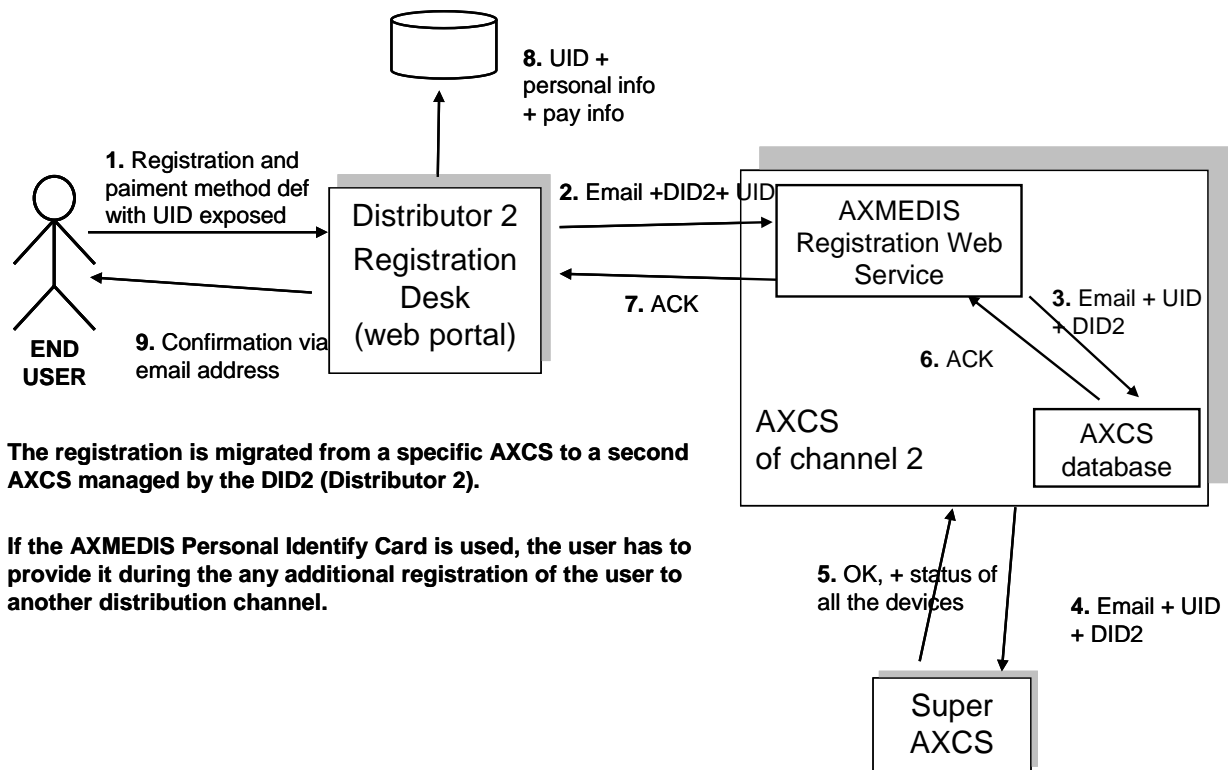 8. UID +
personal info
+ pay info
1. Registration and
paiment method def
with UID exposed
2. Email +DID2+ UID
Distributor 2
Registration
Desk
(web portal)
AXMEDIS
Registration Web
Service
7. ACK
3. Email + UID
+ DID2
END
USER
9. Confirmation via
email address
6. ACK
AXCS
of channel 2
AXCS
database
The registration is migrated from a specific AXCS to a second
AXCS managed by the DID2 (Distributor 2).
If the AXMEDIS Personal Identify Card is used, the user has to
provide it during the any additional registration of the user to
another distribution channel.
5. OK, + status of
all the devices
4. Email + UID
+ DID2
Super
AXCS